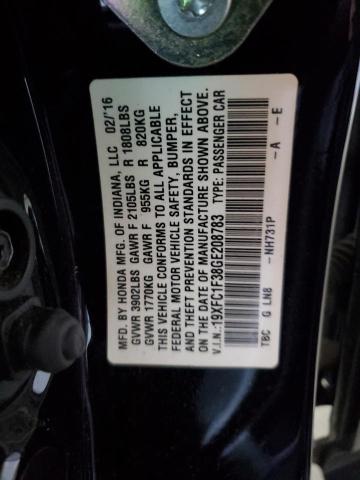 MFD. BY HONDA MFG. OF INDIANA, LLC 02/'16
GVWR 3902LBS GAWR F 2105LBS R 1808LBS
GVWR 1770KG GAWR F 955KG R 820KG
THIS VEHICLE CONFORMS TO ALL APPLICABLE
FEDERAL MOTOR VEHICLE SAFETY, BUMPER,
AND THEFT PREVENTION STANDARDS IN EFFECT
ON THE DATE OF MANUFACTURE SHOWN ABOVE.
V.I.N.:19XFC1F38GE208783 TYPE: PASSENGER CAR
TBC G LN8 -NH731P -A -E